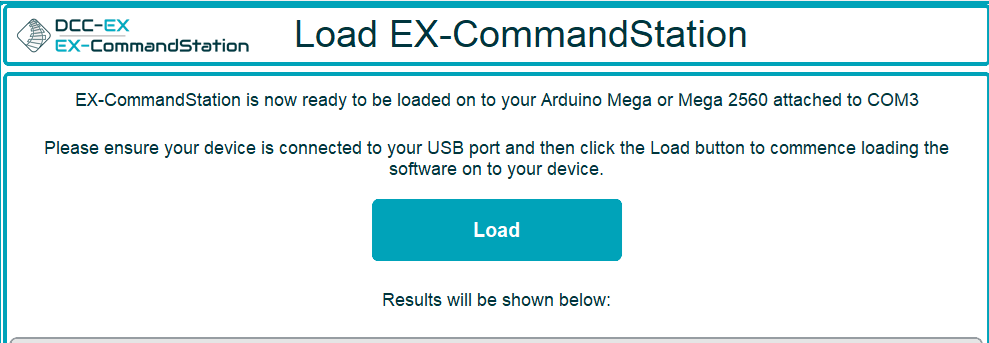 DCC-EX
EX-CommandStation
Load EX-CommandStation
EX-CommandStation is now ready to be loaded on to your Arduino Mega or Mega 2560 attached to COM3
Please ensure your device is connected to your USB port and then click the Load button to commence loading the
software on to your device.
Load
Results will be shown below: